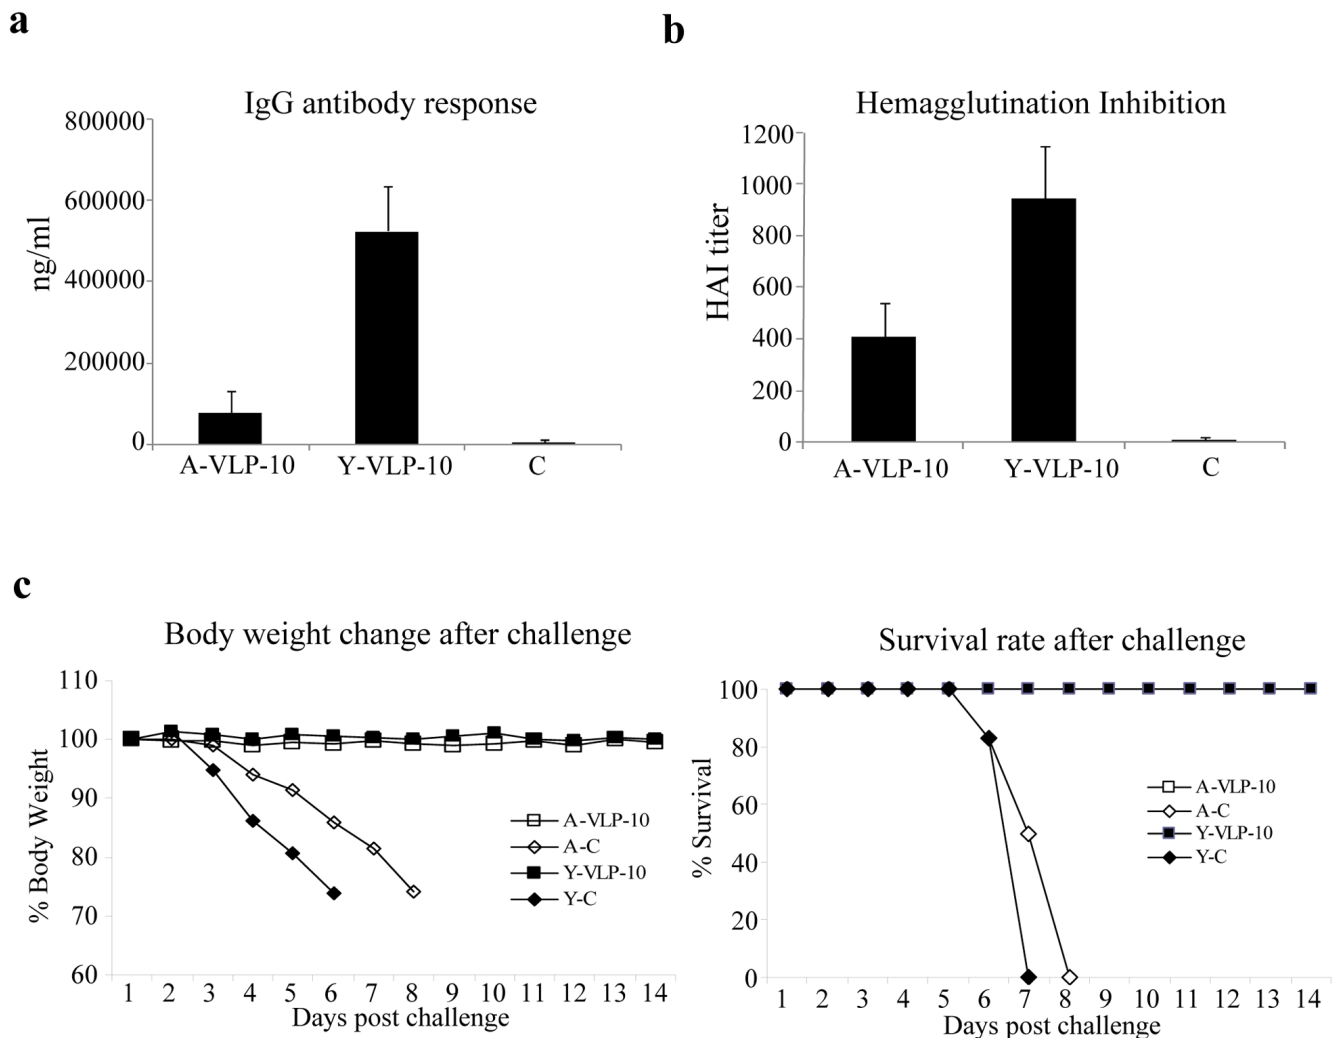 a
IgG antibody response
800000
600000
400000
200000
0
ng/ml
A-VLP-10 Y-VLP-10 C
b
Hemagglutination Inhibition
1200
1000
800
600
400
200
0
HAI titer
A-VLP-10 Y-VLP-10 C
c
Body weight change after challenge
110
100
90
80
70
60
% Body Weight
A-VLP-10
A-C
Y-VLP-10
Y-C
1 2 3 4 5 6 7 8 9 10 11 12 13 14
Days post challenge
Survival rate after challenge
100
80
60
40
20
0
% Survival
A-VLP-10
A-C
Y-VLP-10
Y-C
1 2 3 4 5 6 7 8 9 10 11 12 13 14
Days post challenge